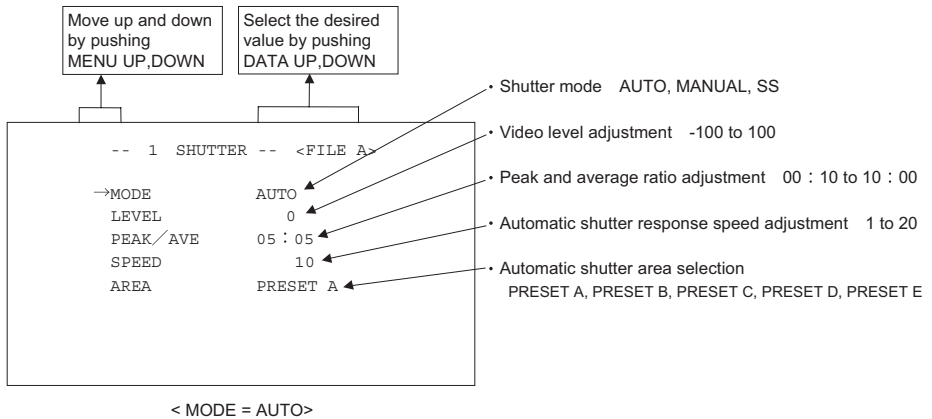 Move up and down
by pushing
MENU UP,DOWN
Select the desired
value by pushing
DATA UP,DOWN
-- 1 SHUTTER -- <FILE A>
→MODE AUTO
LEVEL 0
PEAK／AVE 05：05
SPEED 10
AREA PRESET A
・Shutter mode AUTO, MANUAL, SS
・Video level adjustment -100 to 100
・Peak and average ratio adjustment 00：10 to 10：00
・Automatic shutter response speed adjustment 1 to 20
・Automatic shutter area selection
PRESET A, PRESET B, PRESET C, PRESET D, PRESET E
< MODE = AUTO>